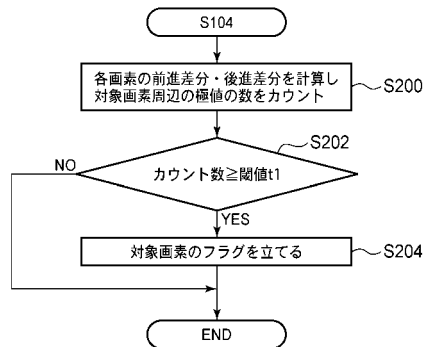 S104
各画素の前進差分・後進差分を計算し
対象画素周辺の極値の数をカウント
S200
S202
カウント数≧閾値t1
NO
YES
対象画素のフラグを立てる
S204
END